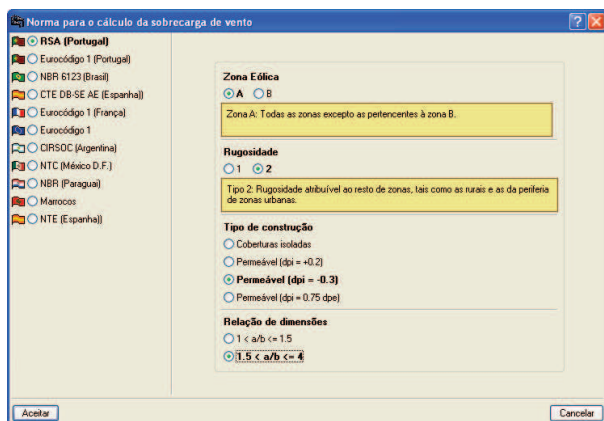 Norma para o cálculo da sobrecarga de vento
RSA (Portugal)
Eurocódigo 1 (Portugal)
NBR 6123 (Brasil)
CTE DB-SE AE (Espanha))
Eurocódigo 1 (França)
Eurocódigo 1
CIRSOC (Argentina)
NTC (México D.F.)
NBR (Paraguai)
Marrocos
NTE (Espanha))
Zona Eólica
A B
Zona A: Todas as zonas excepto as pertencentes à zona B.
Rugosidade
1 2
Tipo 2: Rugosidade atribuível ao resto de zonas, tais como as rurais e as da periferia
de zonas urbanas.
Tipo de construção
Coberturas isoladas
Permeável (dpi = +0.2)
Permeável (dpi = -0.3)
Permeável (dpi = 0.75 dpe)
Relação de dimensões
1 < a/b <= 1.5
1.5 < a/b <= 4
Aceitar
Cancelar